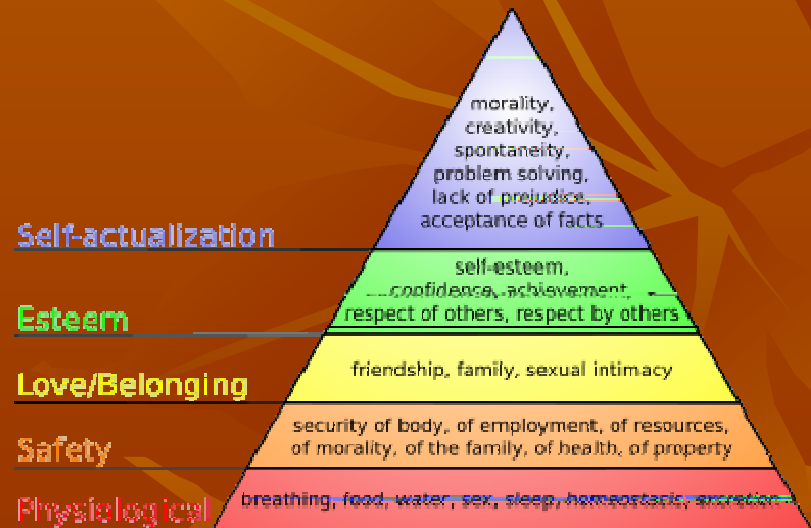 morality,
creativity,
spontaneity,
problem solving,
lack of prejudice,
acceptance of facts
Self-actualization
self-esteem,
confidence, achievement,
respect of others, respect by others
Esteem
friendship, family, sexual intimacy
Love/Belonging
security of body, of employment, of resources,
of morality, of the family, of health, of property
Safety
breathing, food, water, sex, sleep, homeostasis, excretion
Physiological